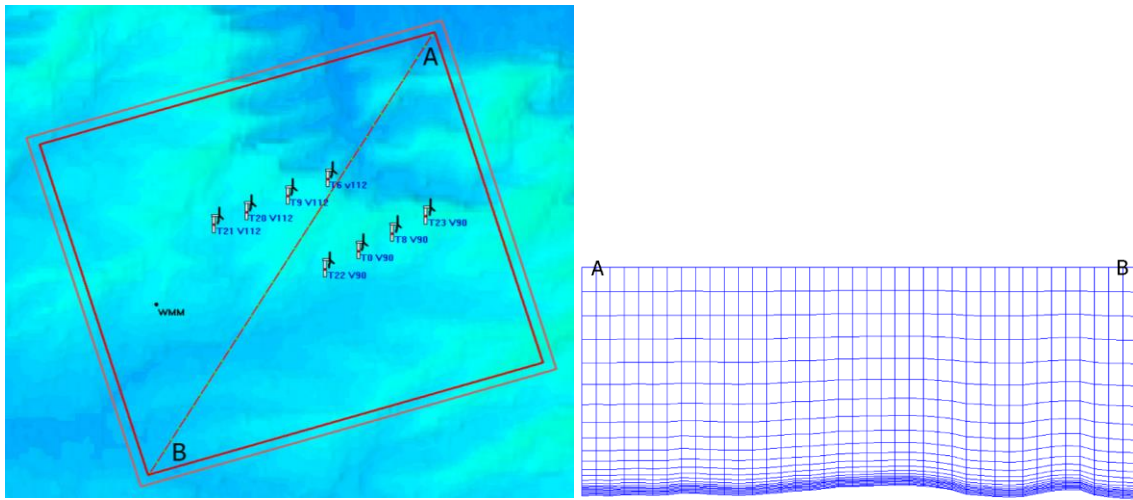 A
T6 v112
T9 V112
T20 V112
T21 V112
T23 V90
T8 V90
T0 V90
T22 V90
WMM
B
A
B